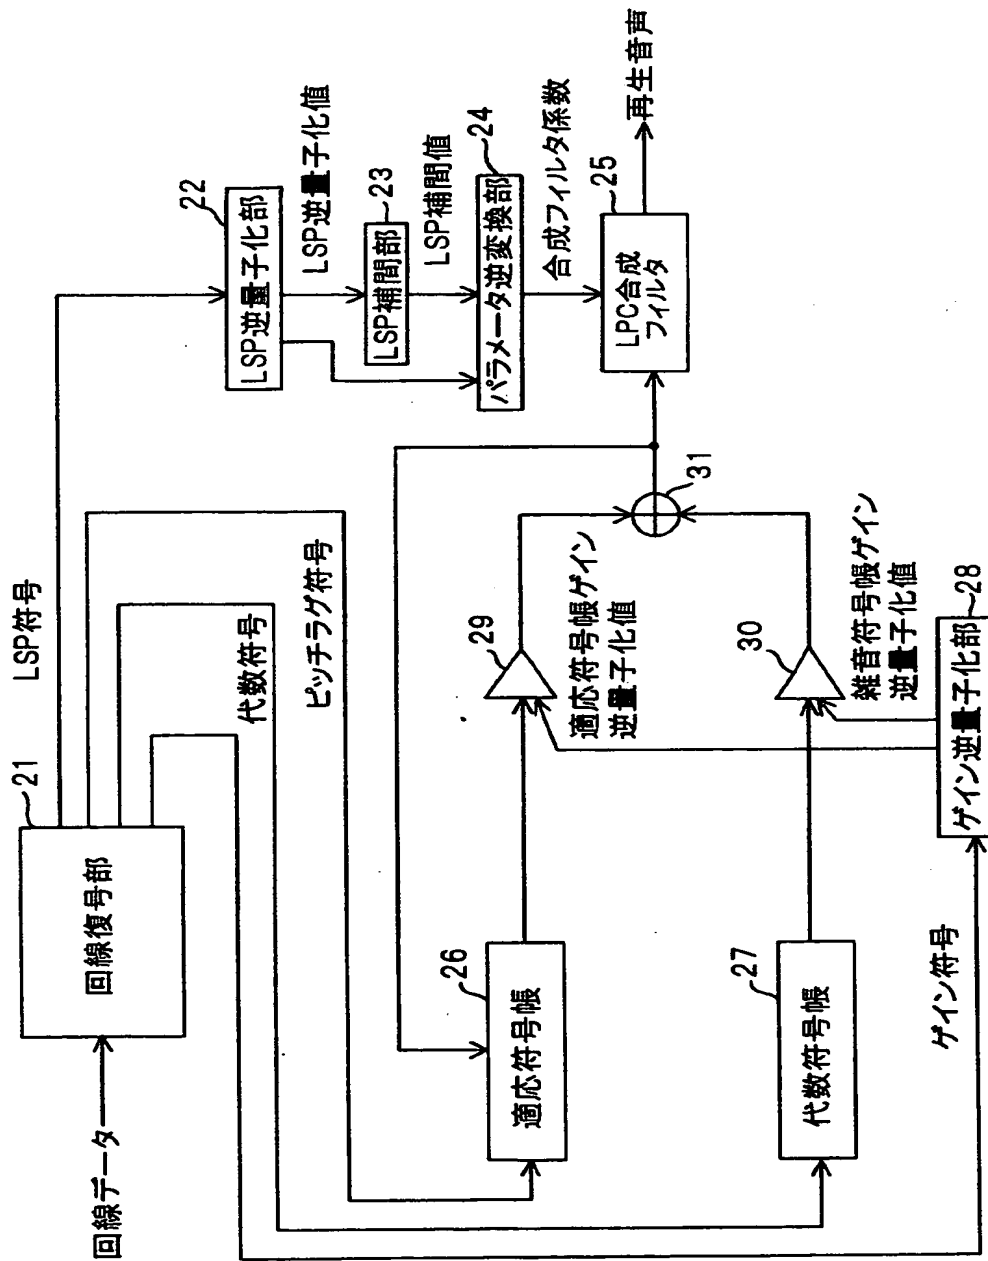 回線データ
回線復号部
21
LSP符号
代数符号
ピッチラグ符号
22
LSP逆量子化部
LSP逆量子化値
LSP補間部
23
LSP補間値
24
パラメータ逆変換部
合成フィルタ係数
25
LPC合成
フィルタ
再生音声
26
適応符号帳
29
適応符号帳ゲイン
逆量子化値
31
27
代数符号帳
30
雑音符号帳ゲイン
逆量子化値
ゲイン符号
ゲイン逆量子化部
28